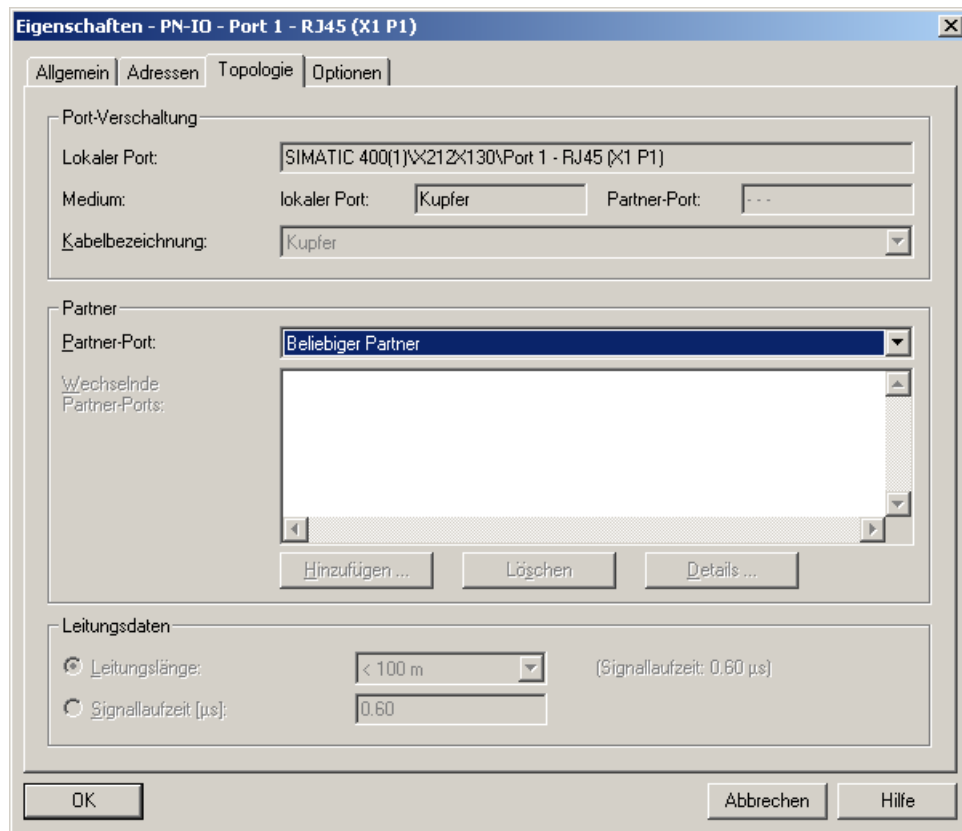 Eigenschaften - PN-IO - Port 1 - RJ45 (X1 P1)
Allgemein Adressen Topologie Optionen
Port-Verschaltung
Lokaler Port: SIMATIC 400(1)\X212X130\Port 1 - RJ45 (X1 P1)
Medium: lokaler Port: Kupfer Partner-Port: - - -
Kabelbezeichnung: Kupfer
Partner
Partner-Port: Beliebiger Partner
Wechselnde
Partner-Ports:
Hinzufügen ... Löschen Details ...
Leitungsdaten
Leitungslänge: < 100 m (Signallaufzeit: 0.60 µs)
Signallaufzeit [µs]: 0.60
OK Abbrechen Hilfe